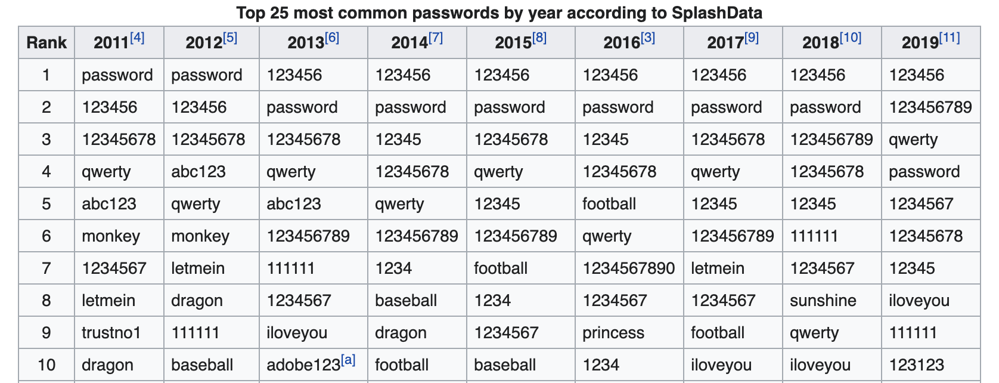 Top 25 most common passwords by year according to SplashData
Rank 2011[4] 2012[5] 2013[6] 2014[7] 2015[8] 2016[3] 2017[9] 2018[10] 2019[11]
1 password password 123456 123456 123456 123456 123456 123456 123456
2 123456 123456 password password password password password password 123456789
3 12345678 12345678 12345678 12345 12345678 12345 12345678 123456789 qwerty
4 qwerty abc123 qwerty 12345678 qwerty 12345678 qwerty 12345678 password
5 abc123 qwerty abc123 qwerty 12345 football 12345 12345 1234567
6 monkey monkey 123456789 123456789 123456789 qwerty 123456789 111111 12345678
7 1234567 letmein 111111 1234 football 1234567890 letmein 1234567 12345
8 letmein dragon 1234567 baseball 1234 1234567 1234567 sunshine iloveyou
9 trustno1 111111 iloveyou dragon 1234567 princess football qwerty 111111
10 dragon baseball adobe123[a] football baseball 1234 iloveyou iloveyou 123123